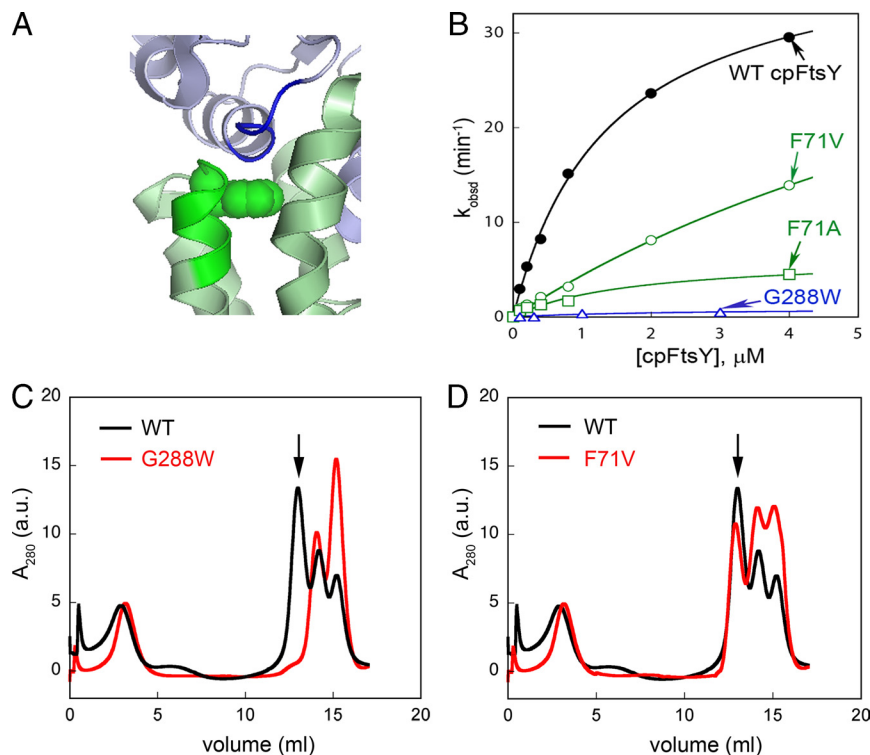 A
B
30
20
10
0
k_obsd (min⁻¹)
WT cpFtsY
F71V
F71A
G288W
0 1 2 3 4 5
[cpFtsY], μM
C
20
15
10
5
0
A₂₈₀ (a.u.)
WT
G288W
0 5 10 15 20
volume (ml)
D
20
15
10
5
0
A₂₈₀ (a.u.)
WT
F71V
0 5 10 15 20
volume (ml)